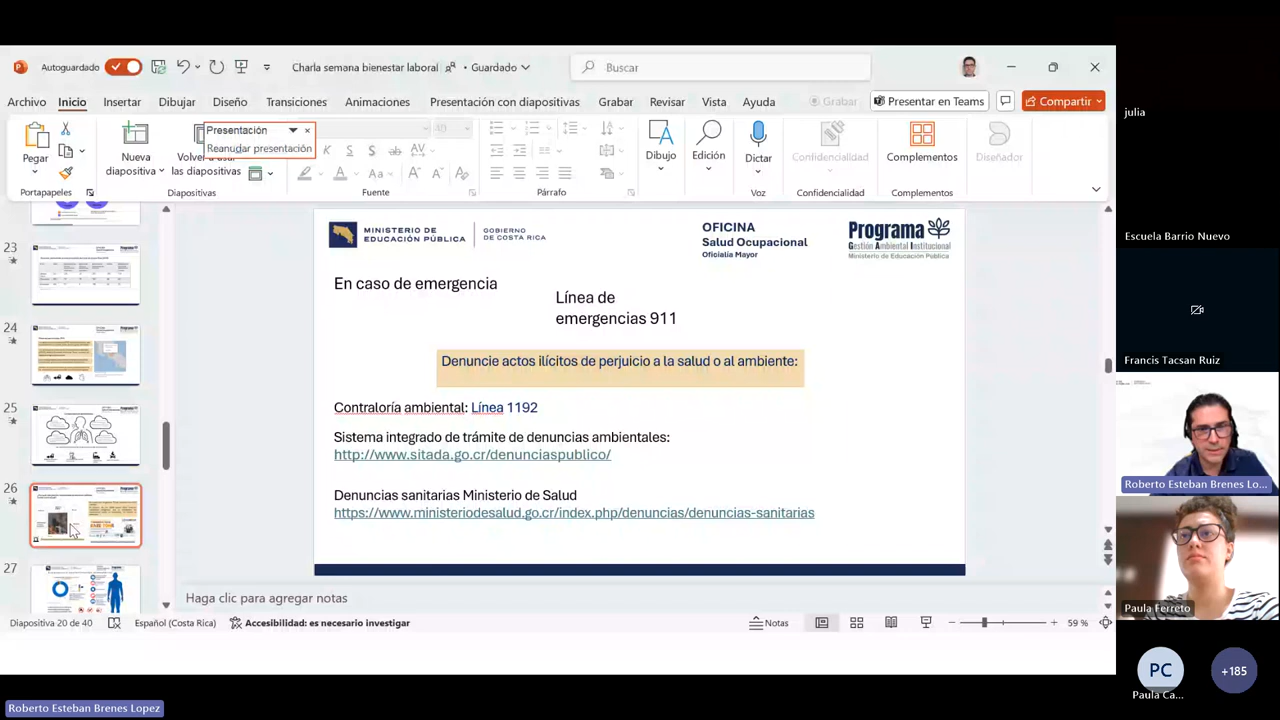 Autoguardado
Charla semana bienestar laboral
• Guardado
Buscar
Archivo Inicio Insertar Dibujar Diseño Transiciones Animaciones Presentación con diapositivas Grabar Revisar Vista Ayuda
Grabar
Presentar en Teams
Compartir
Pegar
Nueva
diapositiva
Volver a usar
las diapositivas
Presentación
Reanudar presentación
Dibujo
Edición
Dictar
Confidencialidad
Complementos
Diseñador
Portapapeles
Diapositivas
Fuente
Párrafo
Voz
Confidencialidad
Complementos
23
24
25
26
27
MINISTERIO DE
EDUCACIÓN PÚBLICA
GOBIERNO
DE COSTA RICA
OFICINA
Salud Ocupacional
Oficialía Mayor
Programa
Gestión Ambiental Institucional
Ministerio de Educación Pública
En caso de emergencia
Línea de
emergencias 911
Denuncie actos ilícitos de perjuicio a la salud o al ambiente:
Contraloría ambiental: Línea 1192
Sistema integrado de trámite de denuncias ambientales:
http://www.sitada.go.cr/denunciaspublico/
Denuncias sanitarias Ministerio de Salud
https://www.ministeriodesalud.go.cr/index.php/denuncias/denuncias-sanitarias
Haga clic para agregar notas
Diapositiva 20 de 40
Español (Costa Rica)
Accesibilidad: es necesario investigar
Notas
59 %
julia
Escuela Barrio Nuevo
Francis Tacsan Ruiz
Roberto Esteban Brenes Lo...
Paula Ferreto
PC
Paula Ca...
+185
Roberto Esteban Brenes Lopez